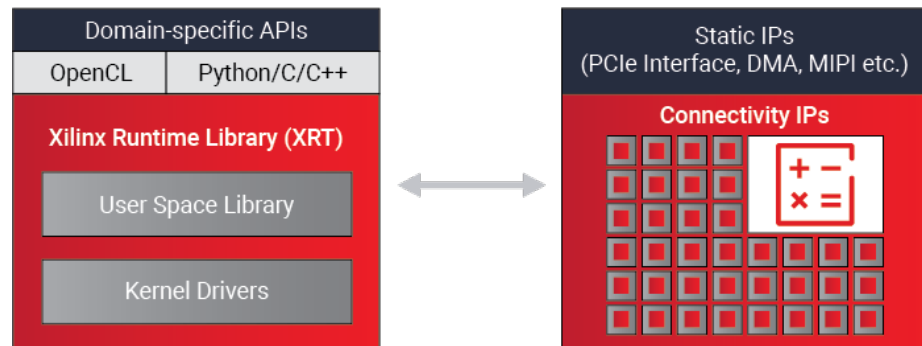 Domain-specific APIs
OpenCL
Python/C/C++
Xilinx Runtime Library (XRT)
User Space Library
Kernel Drivers
Static IPs
(PCIe Interface, DMA, MIPI etc.)
Connectivity IPs
+ −
× =